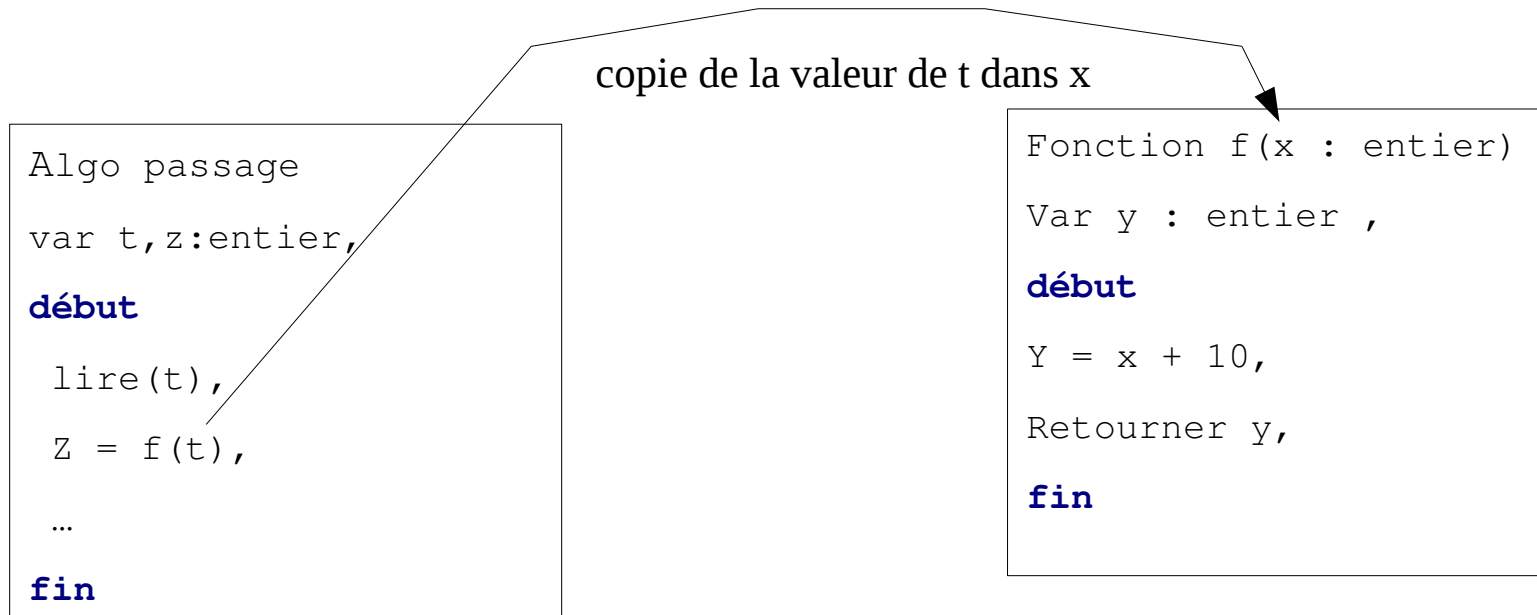 copie de la valeur de t dans x
Algo passage
var t,z:entier,
début
lire(t),
Z = f(t),
…
fin
Fonction f(x : entier)
Var y : entier ,
début
Y = x + 10,
Retourner y,
fin